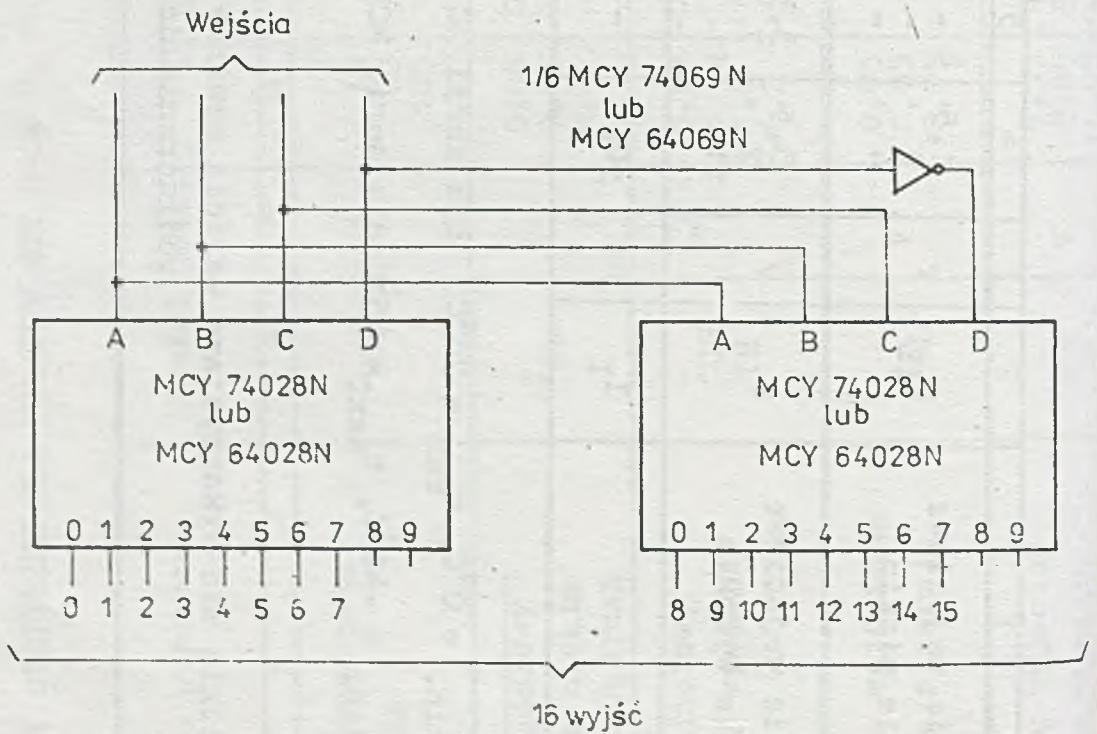 Wejścia
1/6 MCY 74069 N
lub
MCY 64069N
A B C D
MCY 74028N
lub
MCY 64028N
0 1 2 3 4 5 6 7 8 9
0 1 2 3 4 5 6 7
A B C D
MCY 74028N
lub
MCY 64028N
0 1 2 3 4 5 6 7 8 9
8 9 10 11 12 13 14 15
16 wyjść